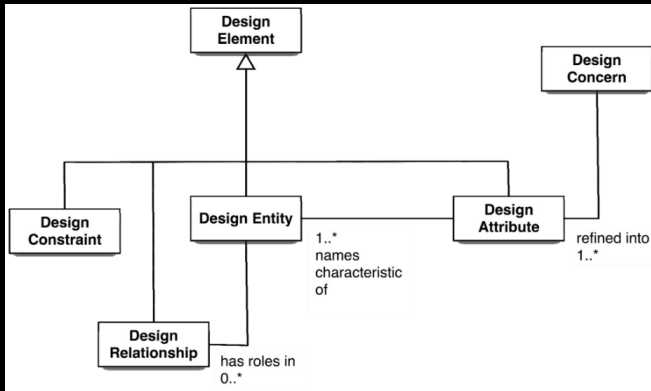 Design
Element
Design
Concern
Design
Constraint
Design Entity
Design
Attribute
1..*
names
characteristic
of
refined into
1..*
Design
Relationship
has roles in
0..*